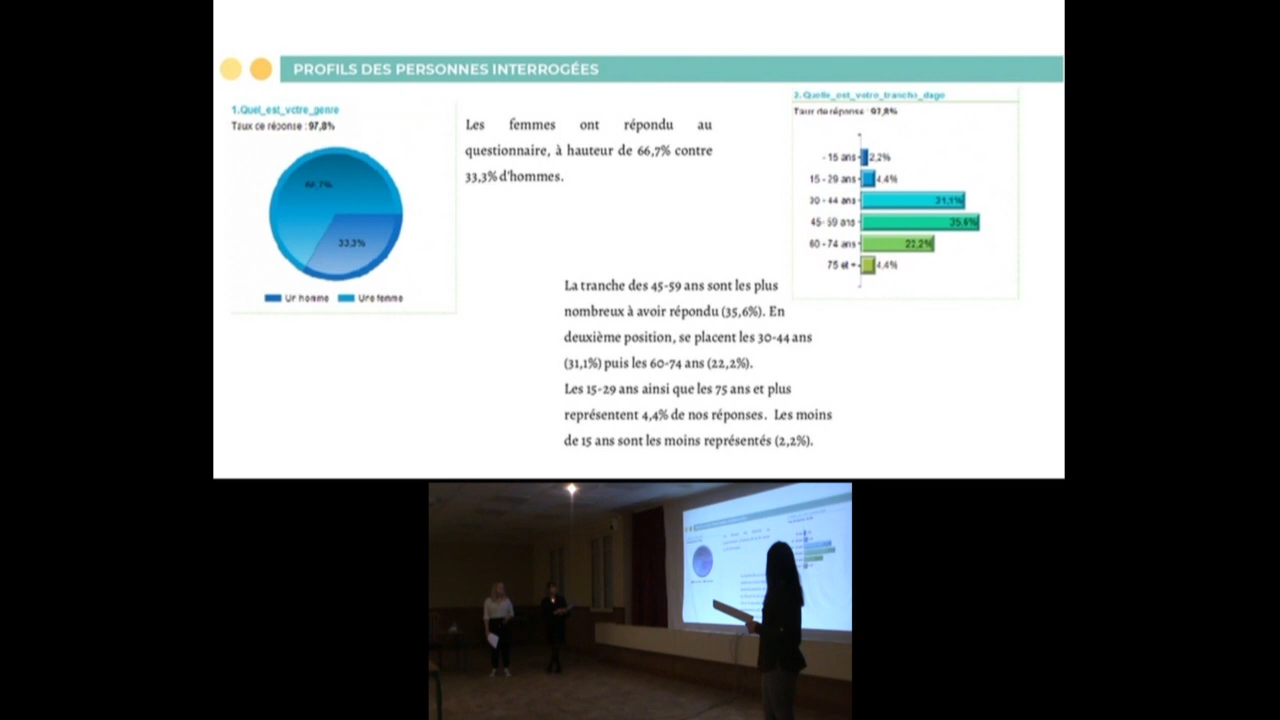 PROFILS DES PERSONNES INTERROGÉES
1.Quel_est_votre_genre
Taux de réponse : 97,8%
66,7%
33,3%
Un homme
Une femme
Les femmes ont répondu au
questionnaire, à hauteur de 66,7% contre
33,3% d'hommes.
2. Quelle_est_votre_tranche_dage
Taux de réponse : 97,8%
- 15 ans 2,2%
15 - 29 ans 4,4%
30 - 44 ans 31,1%
45- 59 ans 35,6%
60 - 74 ans 22,2%
75 et + 4,4%
La tranche des 45-59 ans sont les plus
nombreux à avoir répondu (35,6%). En
deuxième position, se placent les 30-44 ans
(31,1%) puis les 60-74 ans (22,2%).
Les 15-29 ans ainsi que les 75 ans et plus
représentent 4,4% de nos réponses. Les moins
de 15 ans sont les moins représentés (2,2%).